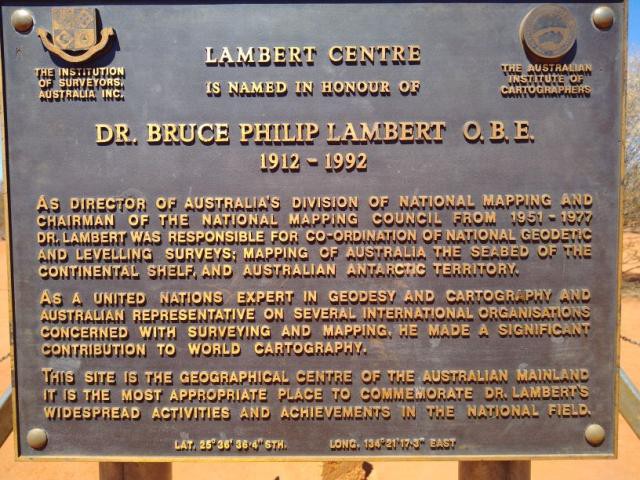 THE INSTITUTION
OF SURVEYORS,
AUSTRALIA INC.
LAMBERT CENTRE
IS NAMED IN HONOUR OF
THE AUSTRALIAN
INSTITUTE OF
CARTOGRAPHERS
DR. BRUCE PHILIP LAMBERT O.B.E.
1912 - 1992
AS DIRECTOR OF AUSTRALIA'S DIVISION OF NATIONAL MAPPING AND
CHAIRMAN OF THE NATIONAL MAPPING COUNCIL FROM 1951 - 1977
DR. LAMBERT WAS RESPONSIBLE FOR CO-ORDINATION OF NATIONAL GEODETIC
AND LEVELLING SURVEYS; MAPPING OF AUSTRALIA THE SEABED OF THE
CONTINENTAL SHELF, AND AUSTRALIAN ANTARCTIC TERRITORY.
AS A UNITED NATIONS EXPERT IN GEODESY AND CARTOGRAPHY AND
AUSTRALIAN REPRESENTATIVE ON SEVERAL INTERNATIONAL ORGANISATIONS
CONCERNED WITH SURVEYING AND MAPPING, HE MADE A SIGNIFICANT
CONTRIBUTION TO WORLD CARTOGRAPHY.
THIS SITE IS THE GEOGRAPHICAL CENTRE OF THE AUSTRALIAN MAINLAND
IT IS THE MOST APPROPRIATE PLACE TO COMMEMORATE DR. LAMBERT'S
WIDESPREAD ACTIVITIES AND ACHIEVEMENTS IN THE NATIONAL FIELD.
LAT. 25° 36' 36·4" STH. LONG. 134° 21' 17·3" EAST